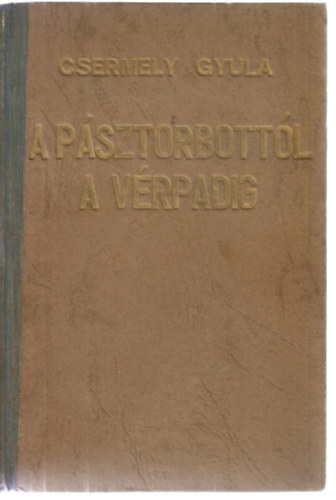 CSERMELY GYULA
A PÁSZTORBOTTÓL
A VÉRPADIG